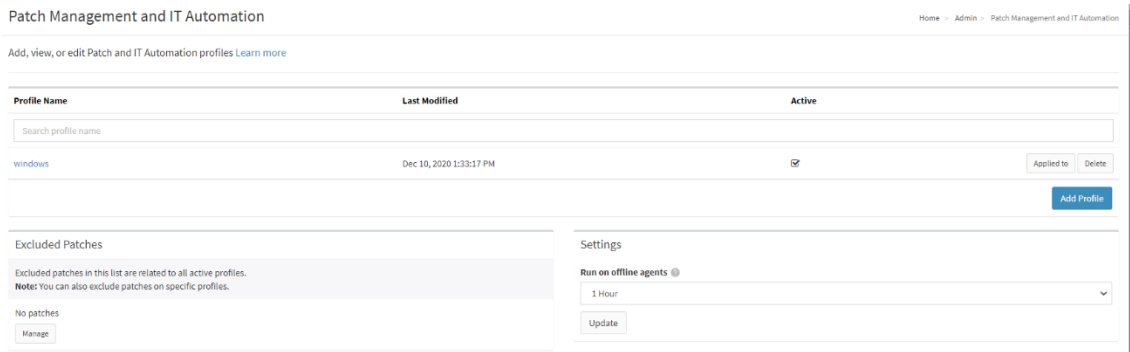 Patch Management and IT Automation
Home > Admin > Patch Management and IT Automation
Add, view, or edit Patch and IT Automation profiles Learn more
Profile Name Last Modified Active
Search profile name
windows Dec 10, 2020 1:33:17 PM Applied to Delete
Add Profile
Excluded Patches
Excluded patches in this list are related to all active profiles.
Note: You can also exclude patches on specific profiles.
No patches
Manage
Settings
Run on offline agents
1 Hour
Update